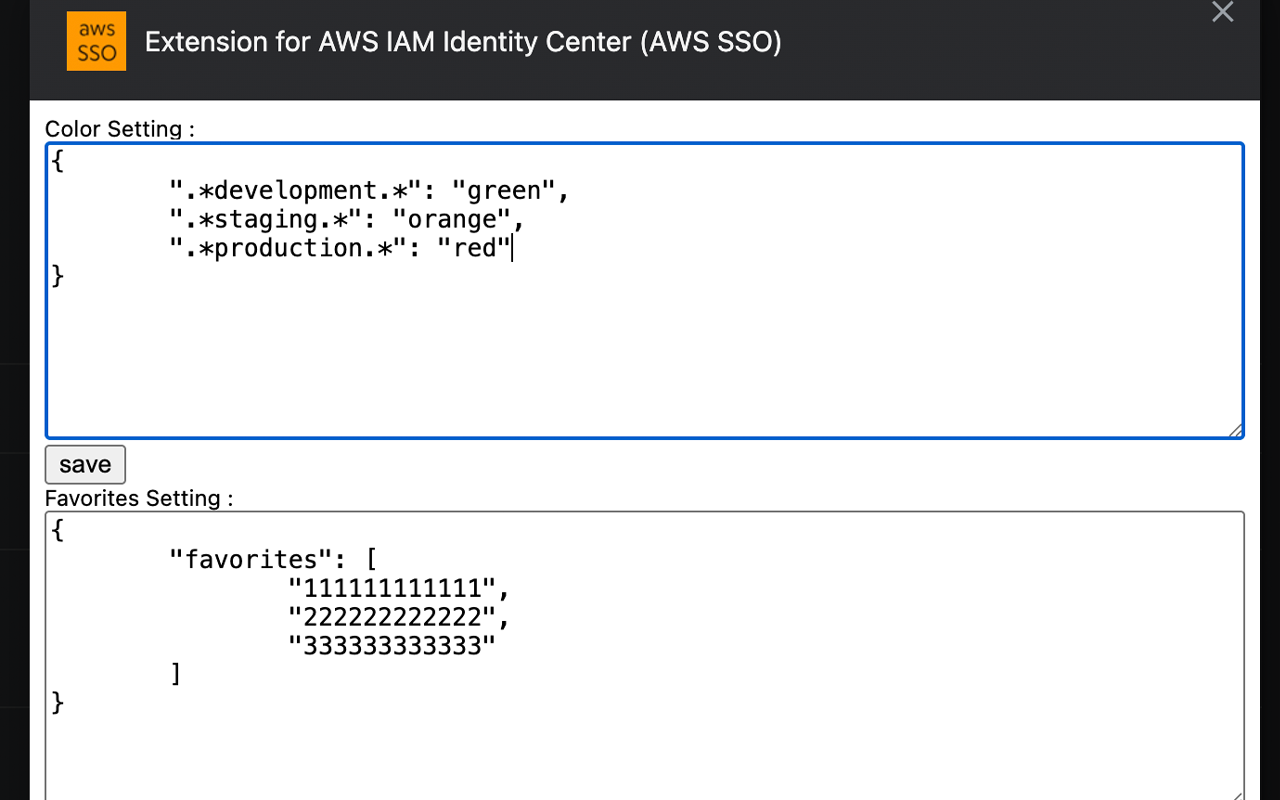 aws
SSO
Extension for AWS IAM Identity Center (AWS SSO)
Color Setting :
{
	".*development.*": "green",
	".*staging.*": "orange",
	".*production.*": "red"
}
save
Favorites Setting :
{
	"favorites": [
		"111111111111",
		"222222222222",
		"333333333333"
	]
}